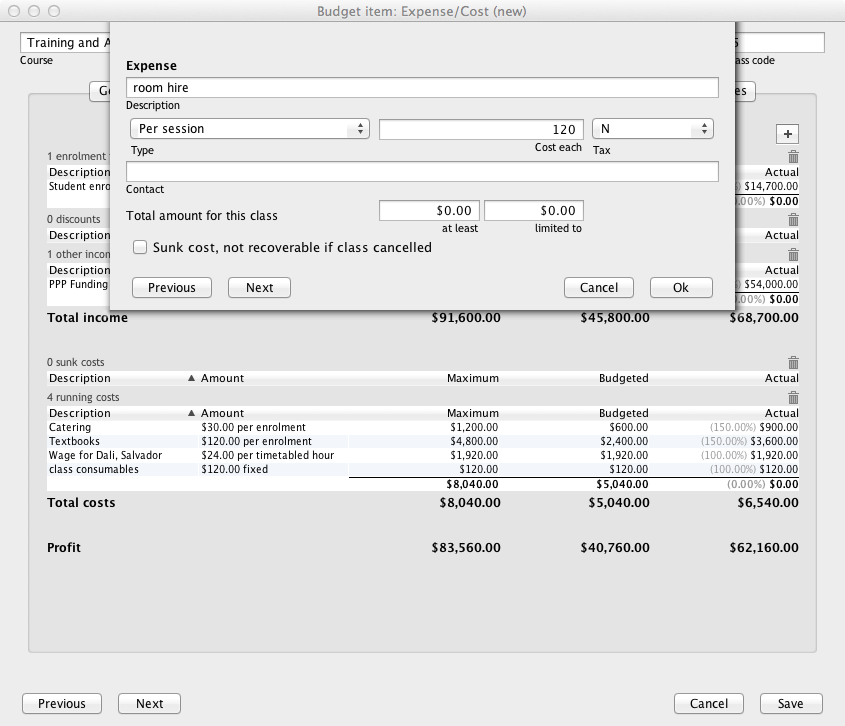 Budget item: Expense/Cost (new)
Training and A
Course
ass code
Expense
room hire
Description
Per session 120 N
Type Cost each Tax
Contact
Total amount for this class $0.00 $0.00
at least limited to
Sunk cost, not recoverable if class cancelled
Previous Next Cancel Ok
+
1 enrolment
Description Actual
Student enro $14,700.00
.00%) $0.00
0 discounts
Description Actual
1 other incom
Description Actual
PPP Funding $54,000.00
.00%) $0.00
Total income $91,600.00 $45,800.00 $68,700.00
0 sunk costs
Description ▲ Amount Maximum Budgeted Actual
4 running costs
Description ▲ Amount Maximum Budgeted Actual
Catering $30.00 per enrolment $1,200.00 $600.00 (150.00%) $900.00
Textbooks $120.00 per enrolment $4,800.00 $2,400.00 (150.00%) $3,600.00
Wage for Dali, Salvador $24.00 per timetabled hour $1,920.00 $1,920.00 (100.00%) $1,920.00
class consumables $120.00 fixed $120.00 $120.00 (100.00%) $120.00
$8,040.00 $5,040.00 (0.00%) $0.00
Total costs $8,040.00 $5,040.00 $6,540.00
Profit $83,560.00 $40,760.00 $62,160.00
Previous Next Cancel Save